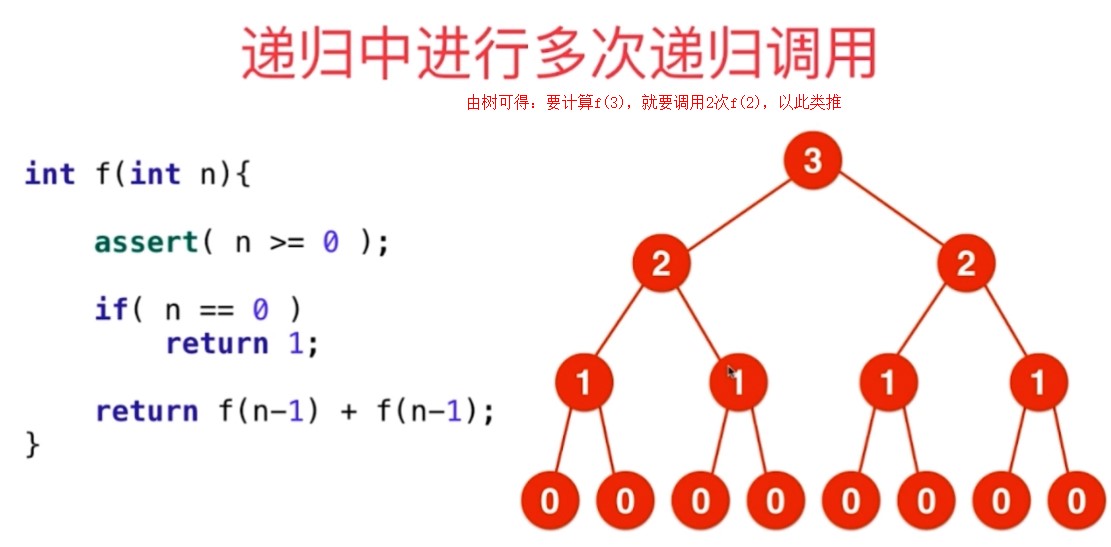 递归中进行多次递归调用
由树可得：要计算f(3)，就要调用2次f(2)，以此类推
int f(int n){
assert( n >= 0 );
if( n == 0 )
return 1;
return f(n-1) + f(n-1);
}
3
2 2
1 1 1 1
0 0 0 0 0 0 0 0